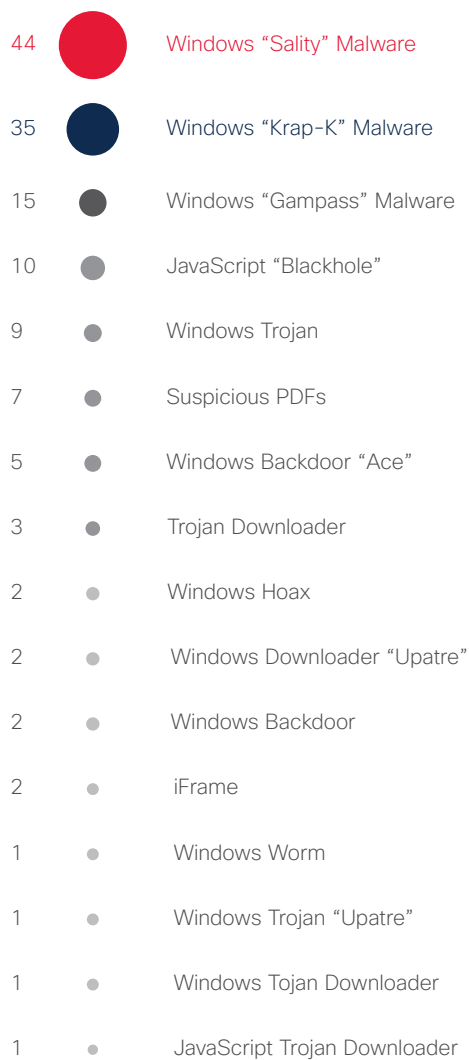 44 Windows “Sality” Malware
35 Windows “Krap-K” Malware
15 Windows “Gampass” Malware
10 JavaScript “Blackhole”
9 Windows Trojan
7 Suspicious PDFs
5 Windows Backdoor “Ace”
3 Trojan Downloader
2 Windows Hoax
2 Windows Downloader “Upatre”
2 Windows Backdoor
2 iFrame
1 Windows Worm
1 Windows Trojan “Upatre”
1 Windows Tojan Downloader
1 JavaScript Trojan Downloader